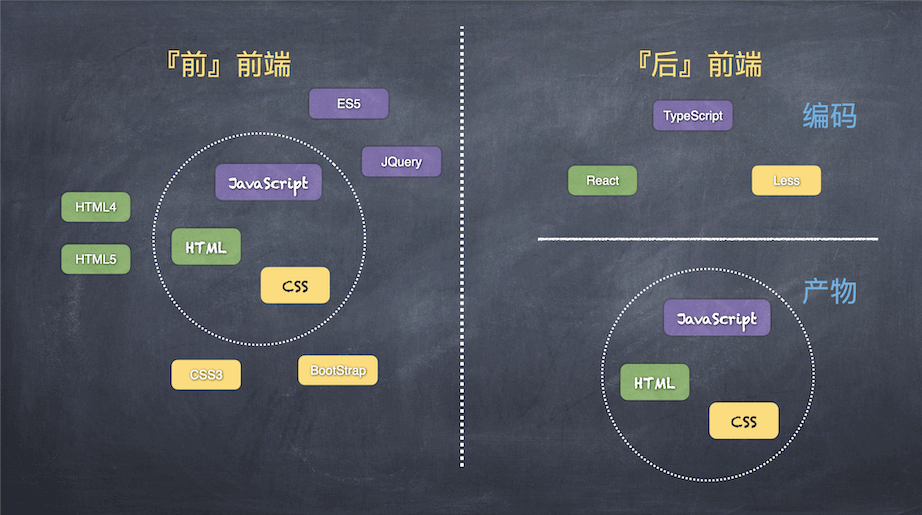 『前』前端
ES5
JQuery
JavaScript
HTML4
HTML
HTML5
CSS
CSS3
BootStrap
『后』前端
编码
TypeScript
React
Less
产物
JavaScript
HTML
CSS